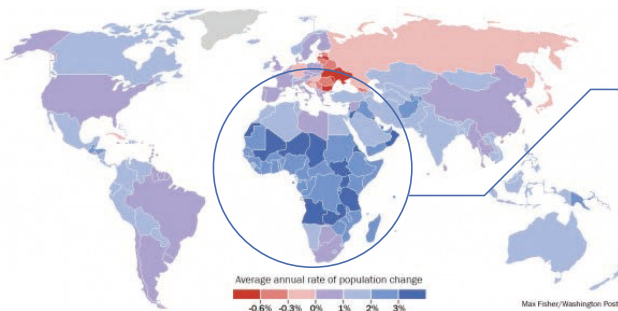 Average annual rate of population change
-0.6% -0.3% 0% 1% 2% 3%
Max Fisher/Washington Post